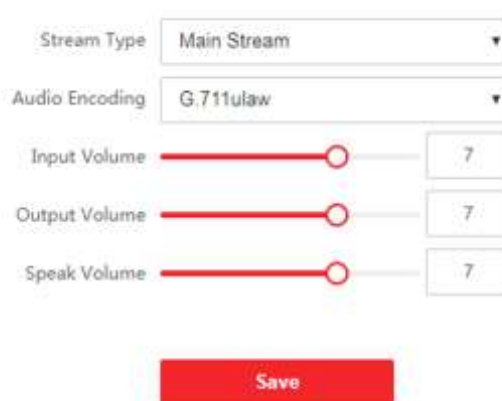 Stream Type Main Stream
Audio Encoding G.711ulaw
Input Volume 7
Output Volume 7
Speak Volume 7
Save